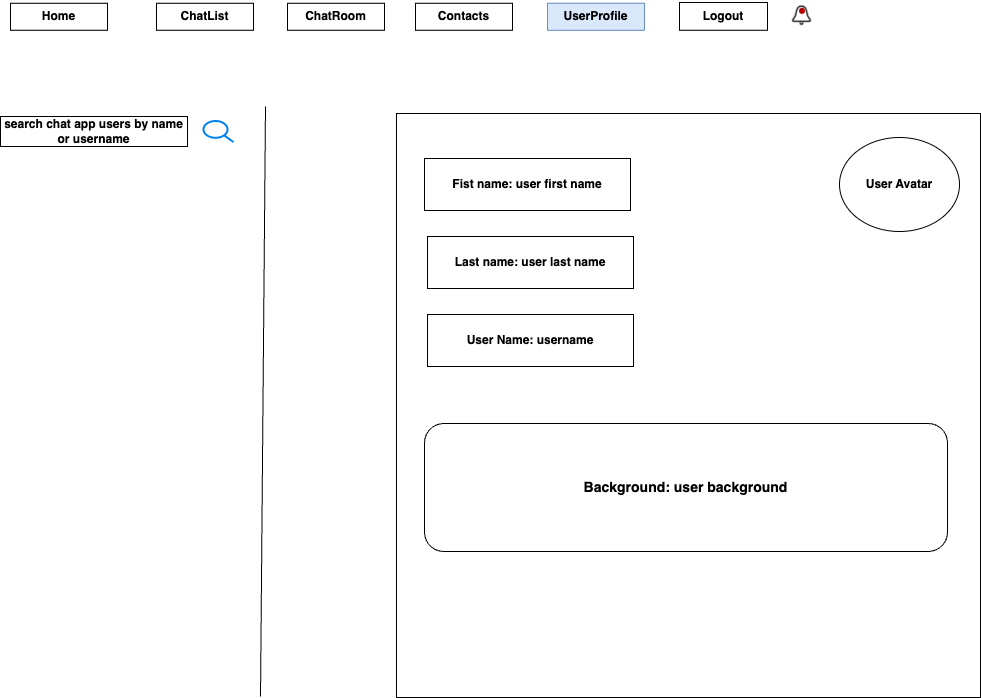 Home
ChatList
ChatRoom
Contacts
UserProfile
Logout
search chat app users by name
or username
Fist name: user first name
User Avatar
Last name: user last name
User Name: username
Background: user background